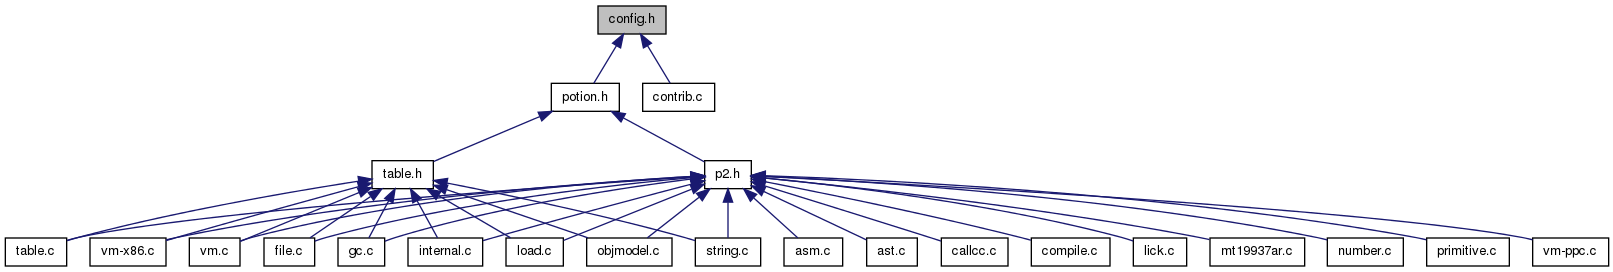 config.h
potion.h
contrib.c
table.h
p2.h
table.c
vm-x86.c
vm.c
file.c
gc.c
internal.c
load.c
objmodel.c
string.c
asm.c
ast.c
callcc.c
compile.c
lick.c
mt19937ar.c
number.c
primitive.c
vm-ppc.c